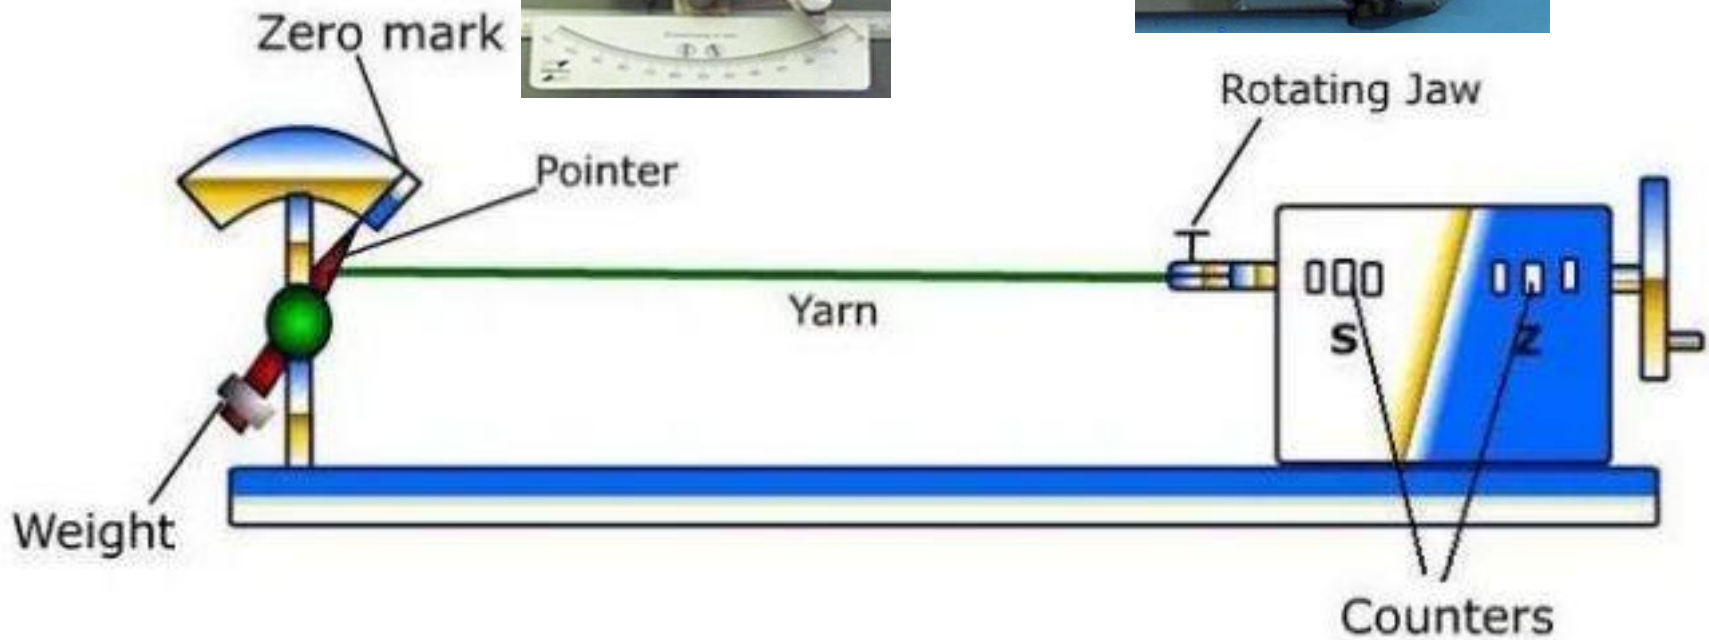 Zero mark
Rotating Jaw
Pointer
Yarn
S
Z
Weight
Counters